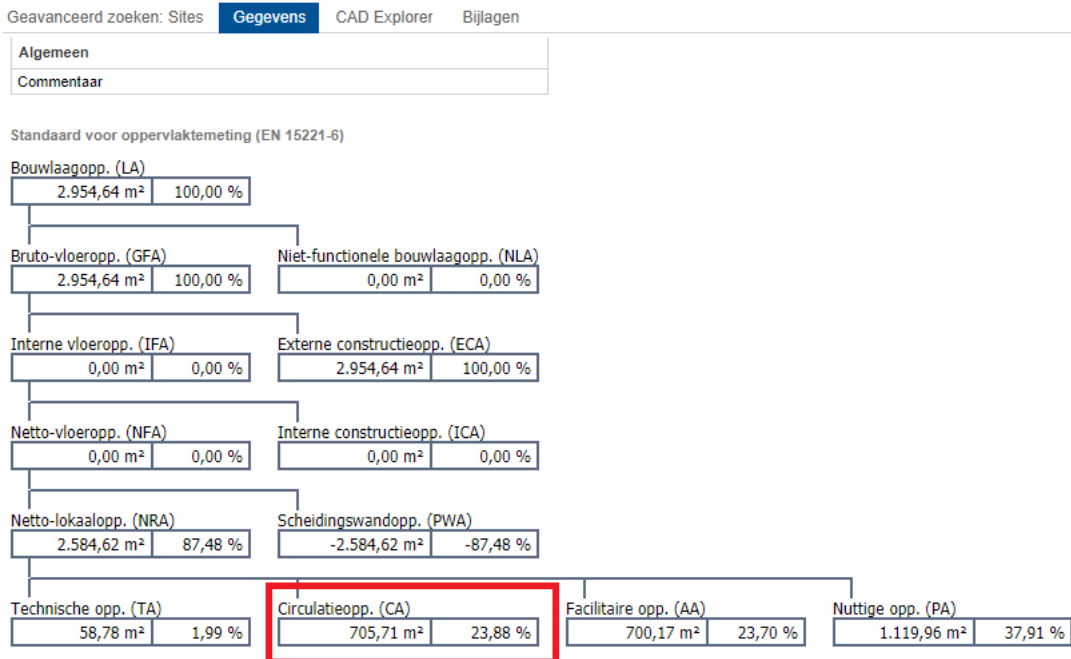 Geavanceerd zoeken: Sites Gegevens CAD Explorer Bijlagen
Algemeen
Commentaar
Standaard voor oppervlaktemeting (EN 15221-6)
Bouwlaagopp. (LA)
2.954,64 m² 100,00 %
Bruto-vloeropp. (GFA) Niet-functionele bouwlaagopp. (NLA)
2.954,64 m² 100,00 % 0,00 m² 0,00 %
Interne vloeropp. (IFA) Externe constructieopp. (ECA)
0,00 m² 0,00 % 2.954,64 m² 100,00 %
Netto-vloeropp. (NFA) Interne constructieopp. (ICA)
0,00 m² 0,00 % 0,00 m² 0,00 %
Netto-lokaalopp. (NRA) Scheidingswandopp. (PWA)
2.584,62 m² 87,48 % -2.584,62 m² -87,48 %
Technische opp. (TA) Circulatieopp. (CA) Facilitaire opp. (AA) Nuttige opp. (PA)
58,78 m² 1,99 % 705,71 m² 23,88 % 700,17 m² 23,70 % 1.119,96 m² 37,91 %